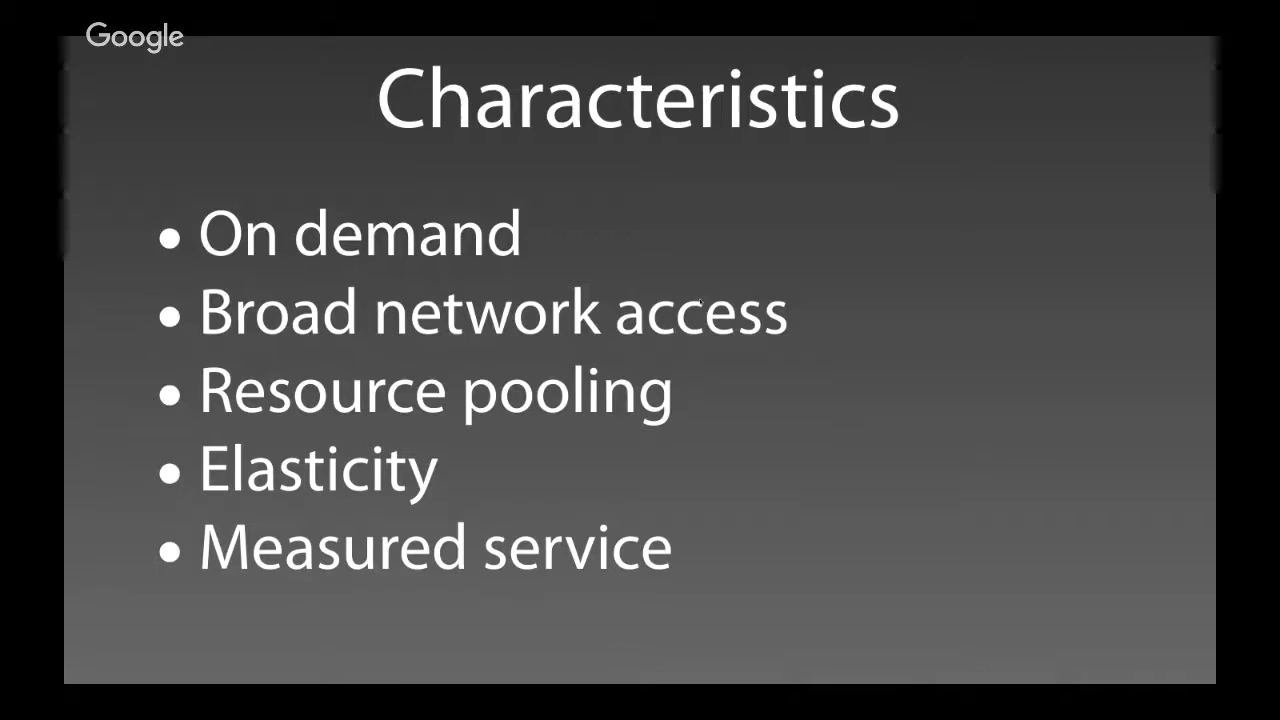 Google
Characteristics
• On demand
• Broad network access
• Resource pooling
• Elasticity
• Measured service